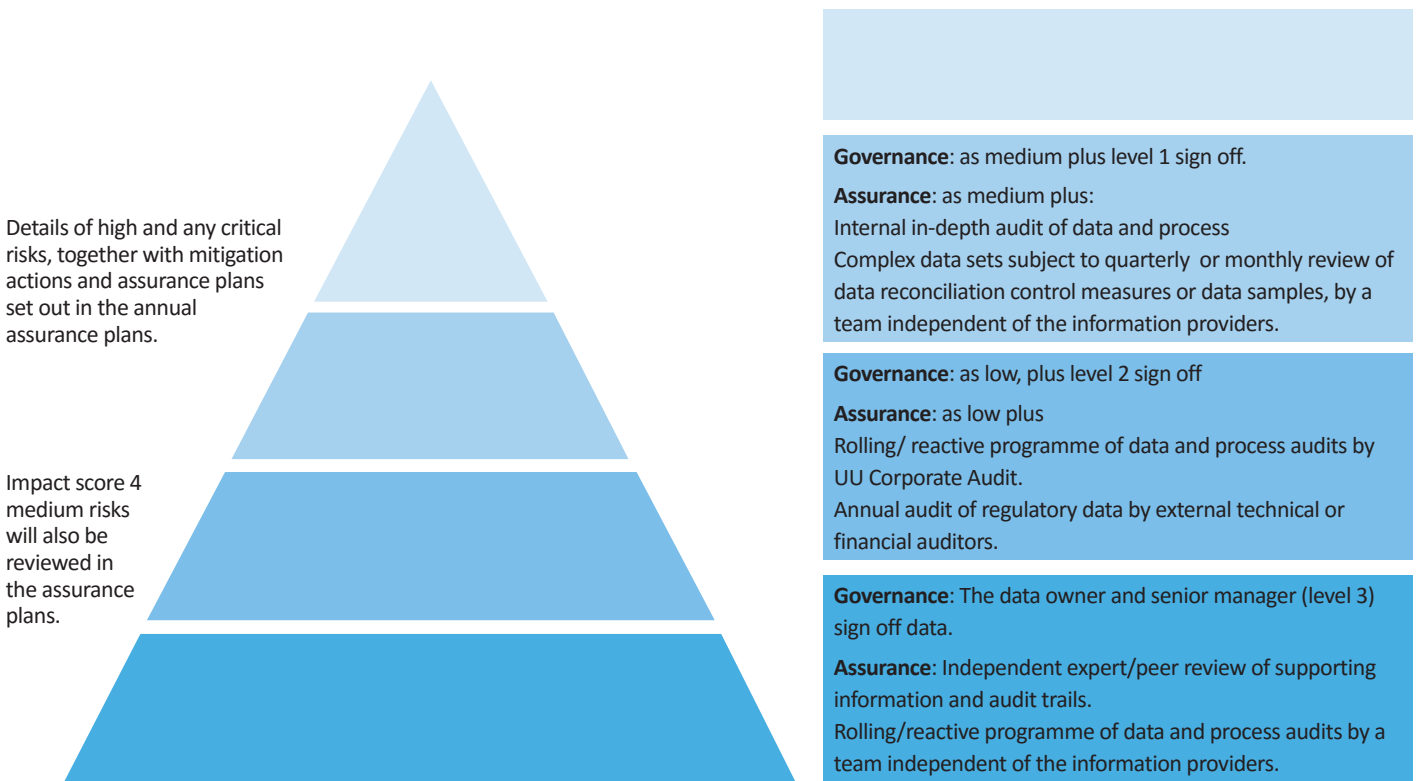 Details of high and any critical
risks, together with mitigation
actions and assurance plans
set out in the annual
assurance plans.
Impact score 4
medium risks
will also be
reviewed in
the assurance
plans.
Governance: as medium plus level 1 sign off.
Assurance: as medium plus:
Internal in-depth audit of data and process
Complex data sets subject to quarterly or monthly review of
data reconciliation control measures or data samples, by a
team independent of the information providers.
Governance: as low, plus level 2 sign off
Assurance: as low plus
Rolling/ reactive programme of data and process audits by
UU Corporate Audit.
Annual audit of regulatory data by external technical or
financial auditors.
Governance: The data owner and senior manager (level 3)
sign off data.
Assurance: Independent expert/peer review of supporting
information and audit trails.
Rolling/reactive programme of data and process audits by a
team independent of the information providers.